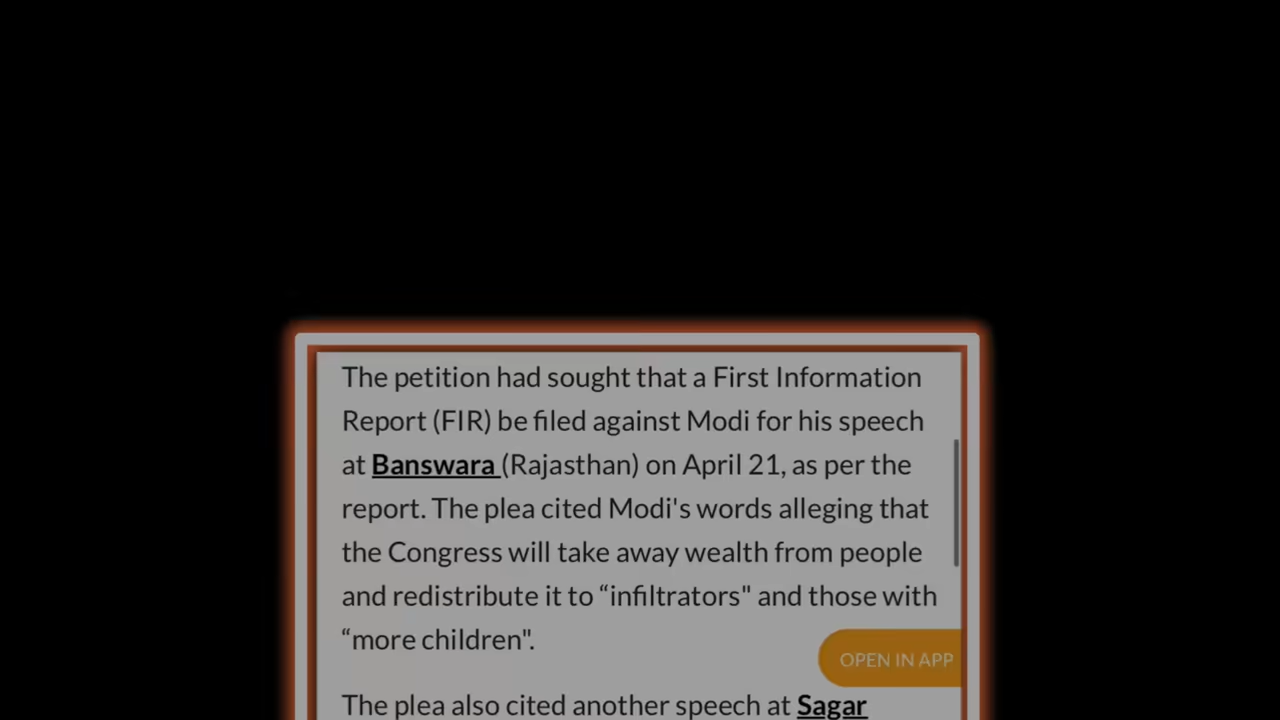 The petition had sought that a First Information
Report (FIR) be filed against Modi for his speech
at Banswara (Rajasthan) on April 21, as per the
report. The plea cited Modi's words alleging that
the Congress will take away wealth from people
and redistribute it to “infiltrators" and those with
“more children".
OPEN IN APP
The plea also cited another speech at Sagar